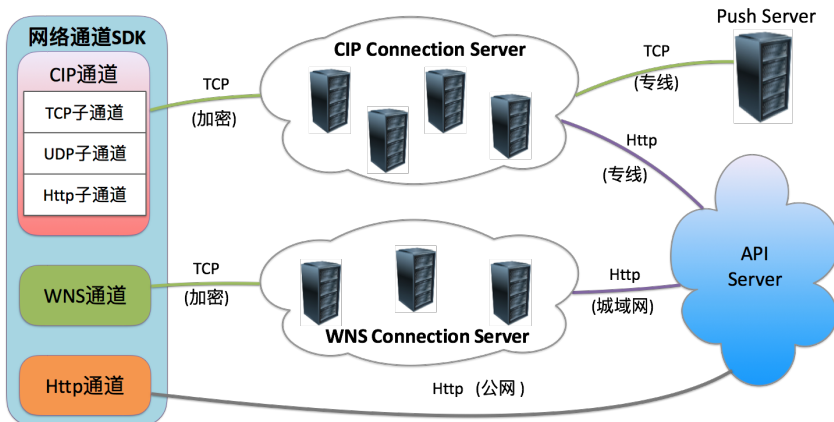 Push Server
网络通道SDK
CIP通道
TCP子通道
UDP子通道
Http子通道
WNS通道
Http通道
TCP
(加密)
CIP Connection Server
TCP
(专线)
Http
(专线)
TCP
(加密)
WNS Connection Server
Http
(城域网)
API
Server
Http (公网)